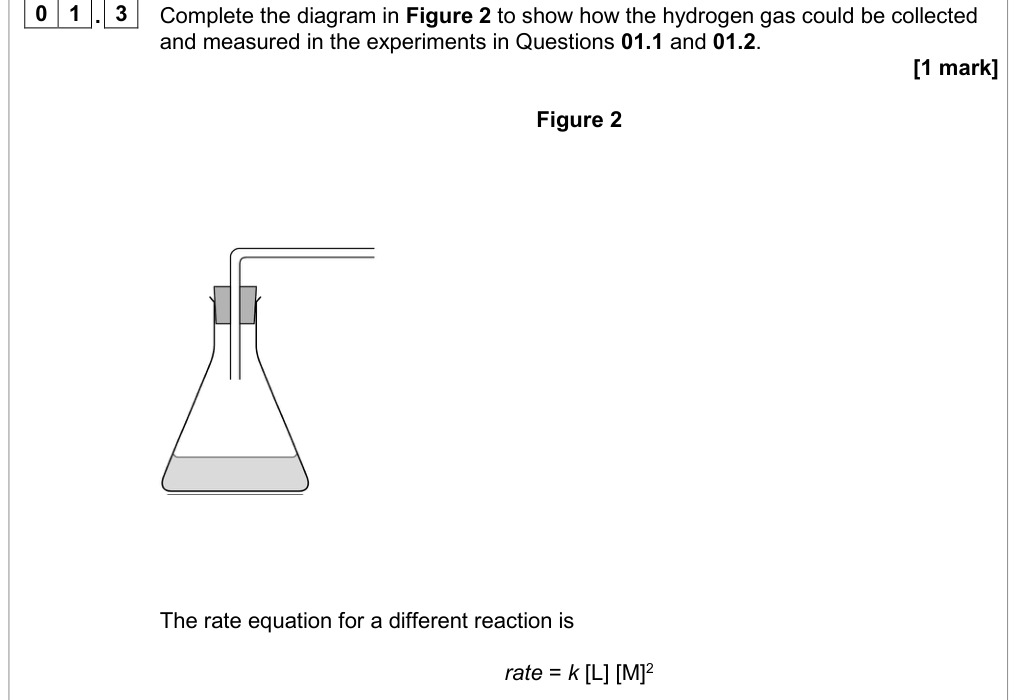 0 1 . 3 Complete the diagram in Figure 2 to show how the hydrogen gas could be collected
and measured in the experiments in Questions 01.1 and 01.2.
[1 mark]
Figure 2
The rate equation for a different reaction is
rate = k [L] [M]²